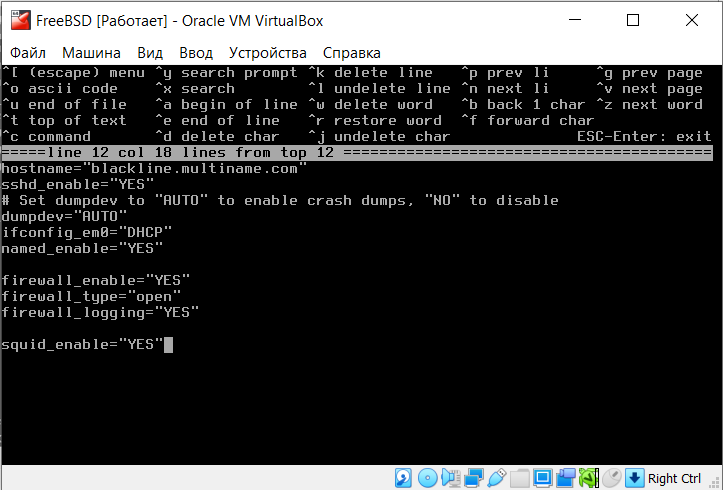 FreeBSD [Работает] - Oracle VM VirtualBox
Файл Машина Вид Ввод Устройства Справка
^[ (escape) menu ^y search prompt ^k delete line ^p prev li ^g prev page
^o ascii code ^x search ^l undelete line ^n next li ^v next page
^u end of file ^a begin of line ^w delete word ^b back 1 char ^z next word
^t top of text ^e end of line ^r restore word ^f forward char
^c command ^d delete char ^j undelete char ESC-Enter: exit
=====line 12 col 18 lines from top 12 ==========================================
hostname="blackline.multiname.com"
sshd_enable="YES"
# Set dumpdev to "AUTO" to enable crash dumps, "NO" to disable
dumpdev="AUTO"
ifconfig_em0="DHCP"
named_enable="YES"
firewall_enable="YES"
firewall_type="open"
firewall_logging="YES"
squid_enable="YES"
Right Ctrl